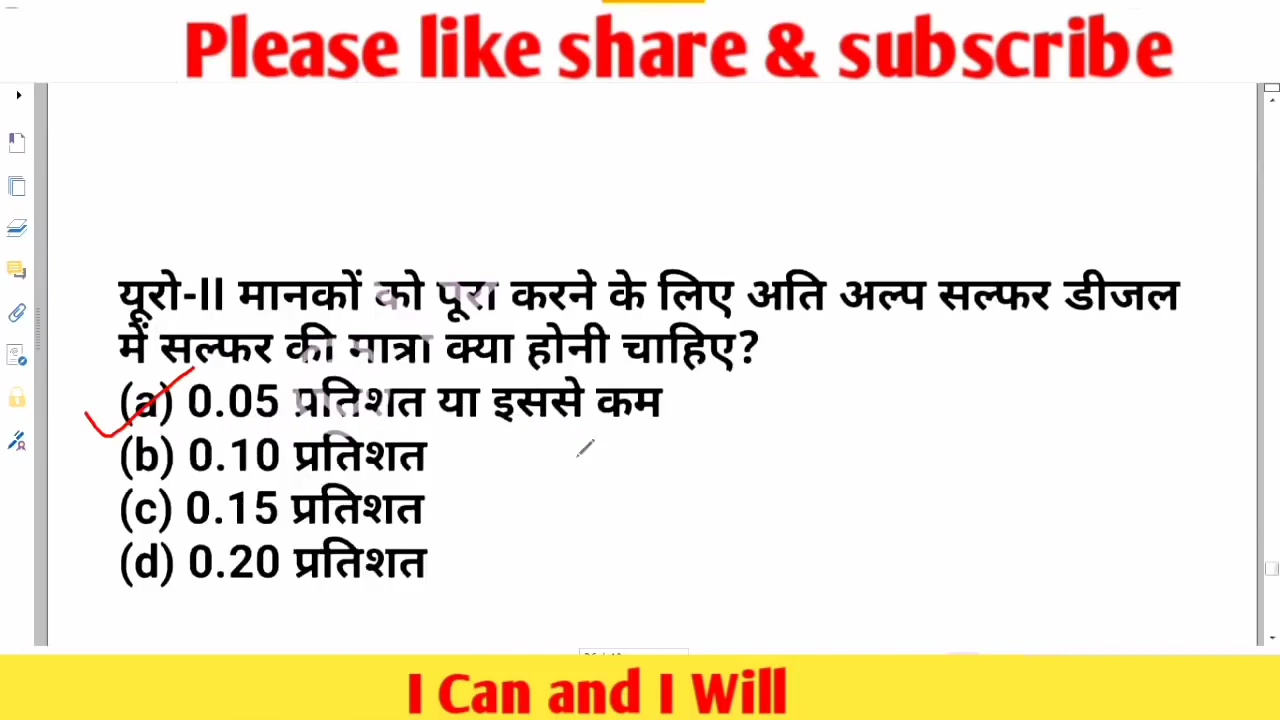 Please like share & subscribe
यूरो-II मानकों को पूरा करने के लिए अति अल्प सल्फर डीजल
में सल्फर की मात्रा क्या होनी चाहिए?
(a) 0.05 प्रतिशत या इससे कम
(b) 0.10 प्रतिशत
(c) 0.15 प्रतिशत
(d) 0.20 प्रतिशत
I Can and I Will